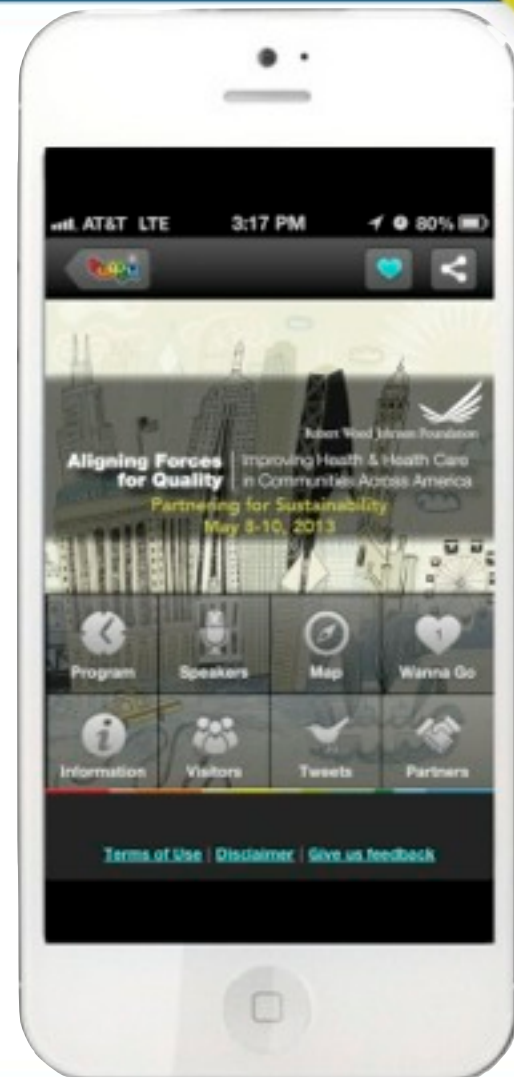 AT&T LTE 3:17 PM 80%
Robert Wood Johnson Foundation
Aligning Forces
for Quality
Improving Health & Health Care
in Communities Across America
Partnering for Sustainability
May 8-10, 2013
Program Speakers Map Wanna Go
1
Information Visitors Tweets Partners
Terms of Use | Disclaimer | Give us feedback